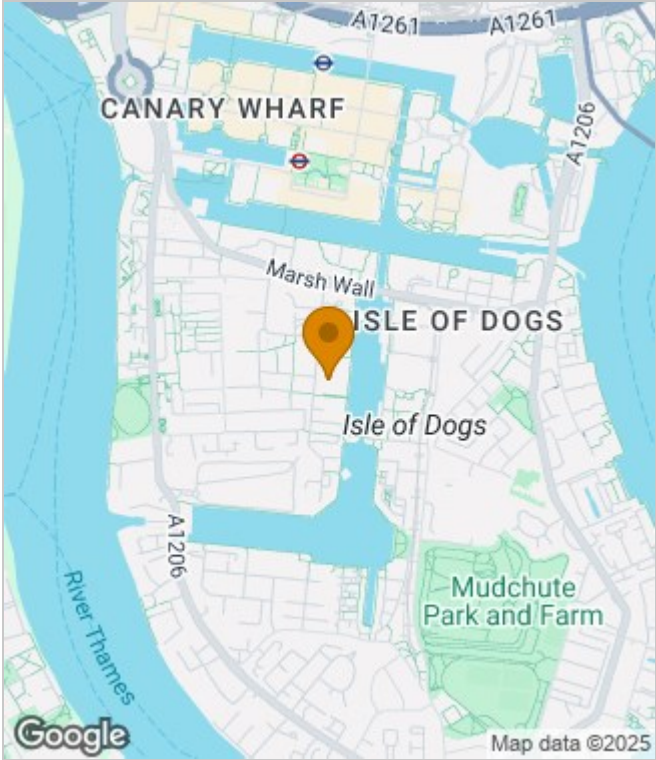 A1261
A1261
CANARY WHARF
A1206
Marsh Wall
ISLE OF DOGS
Isle of Dogs
A1206
River Thames
Mudchute
Park and Farm
Google
Map data ©2025